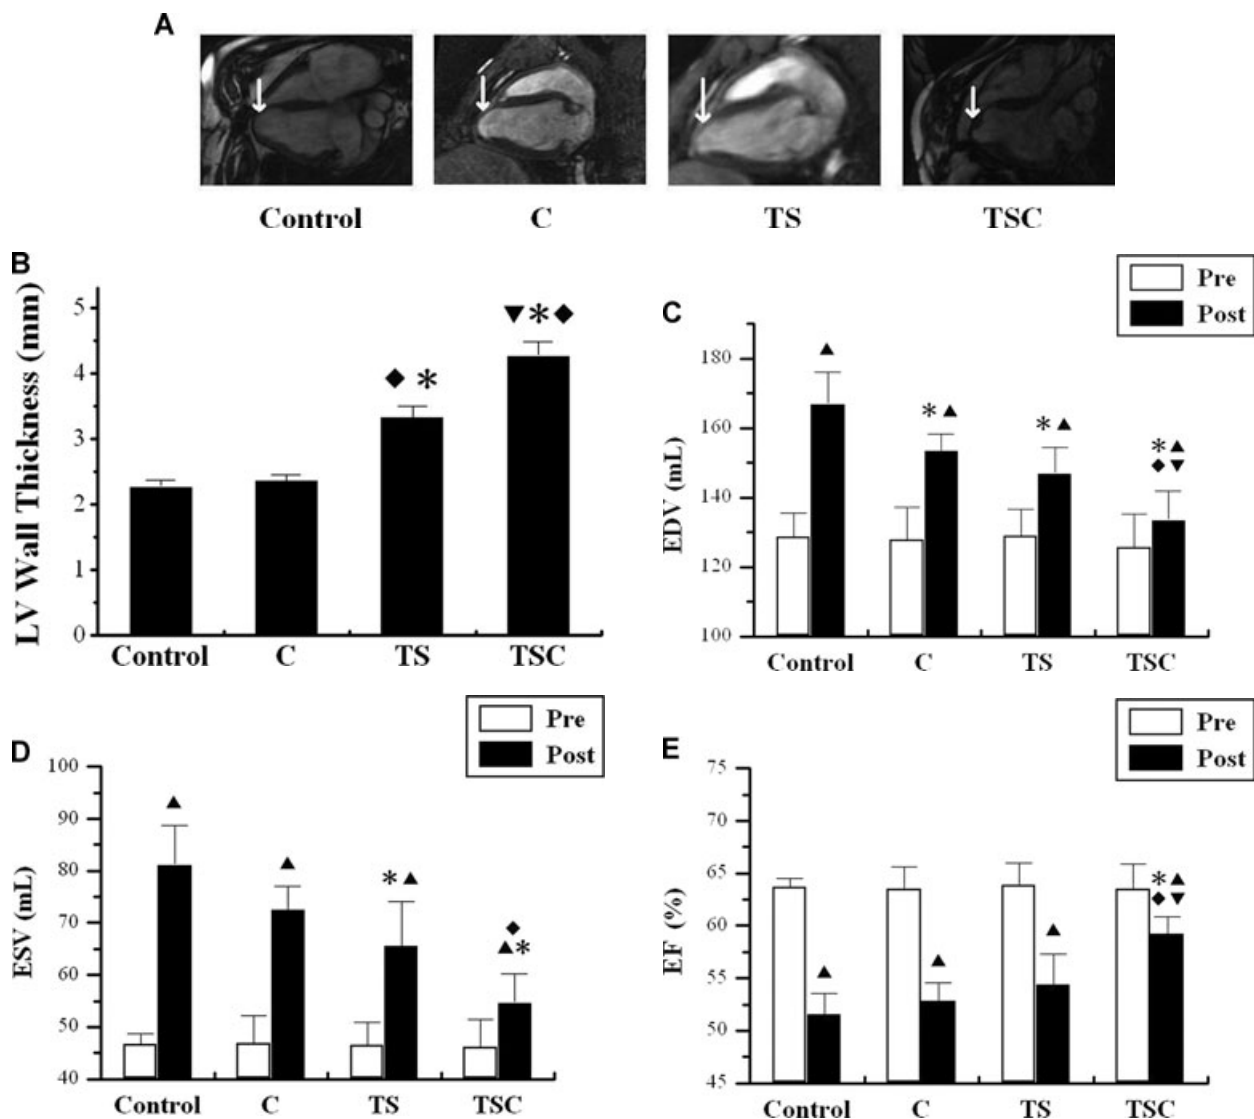 A
Control C TS TSC
B
LV Wall Thickness (mm)
5
4
3
2
1
0
▼*◆
◆ *
Control C TS TSC
Pre
Post
C
EDV (mL)
180
160
140
120
100
▲
*▲
*▲
*▲
◆▼
Control C TS TSC
D
Pre
Post
ESV (mL)
100
90
80
70
60
50
40
▲
▲
*▲
◆
▲*
Control C TS TSC
E
Pre
Post
EF (%)
75
70
65
60
55
50
45
▲
▲
▲
*▲
◆▼
Control C TS TSC